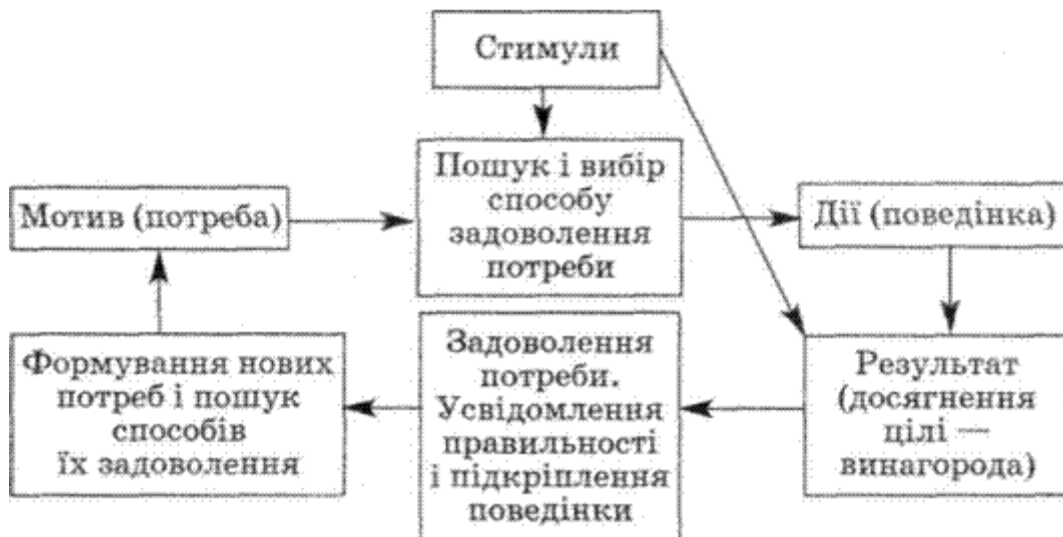 Стимули
Мотив (потреба)
Пошук і вибір
способу
задоволення
потреби
Дії (поведінка)
Формування нових
потреб і пошук
способів
їх задоволення
Задоволення
потреби.
Усвідомлення
правильності
і підкріплення
поведінки
Результат
(досягнення
цілі —
винагорода)